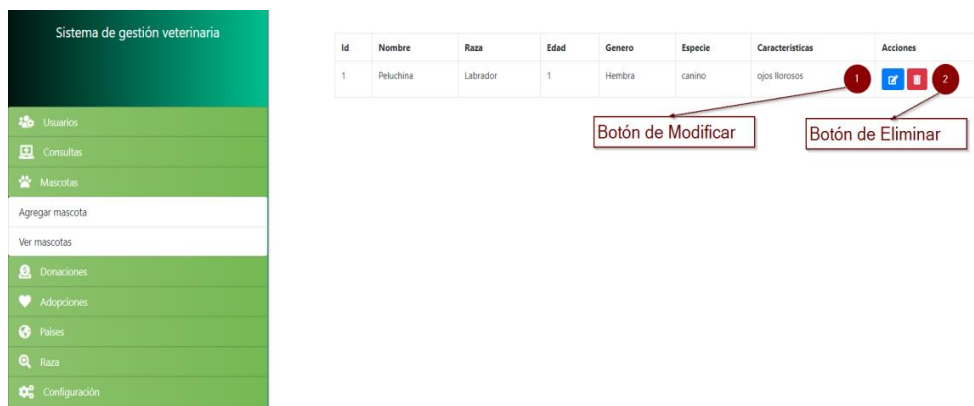 Sistema de gestión veterinaria
Usuarios
Consultas
Mascotas
Agregar mascota
Ver mascotas
Donaciones
Adopciones
Paises
Raza
Configuración
Id Nombre Raza Edad Genero Especie Caracteristicas Acciones
1 Peluchina Labrador 1 Hembra canino ojos llorosos 1 2
Botón de Modificar Botón de Eliminar